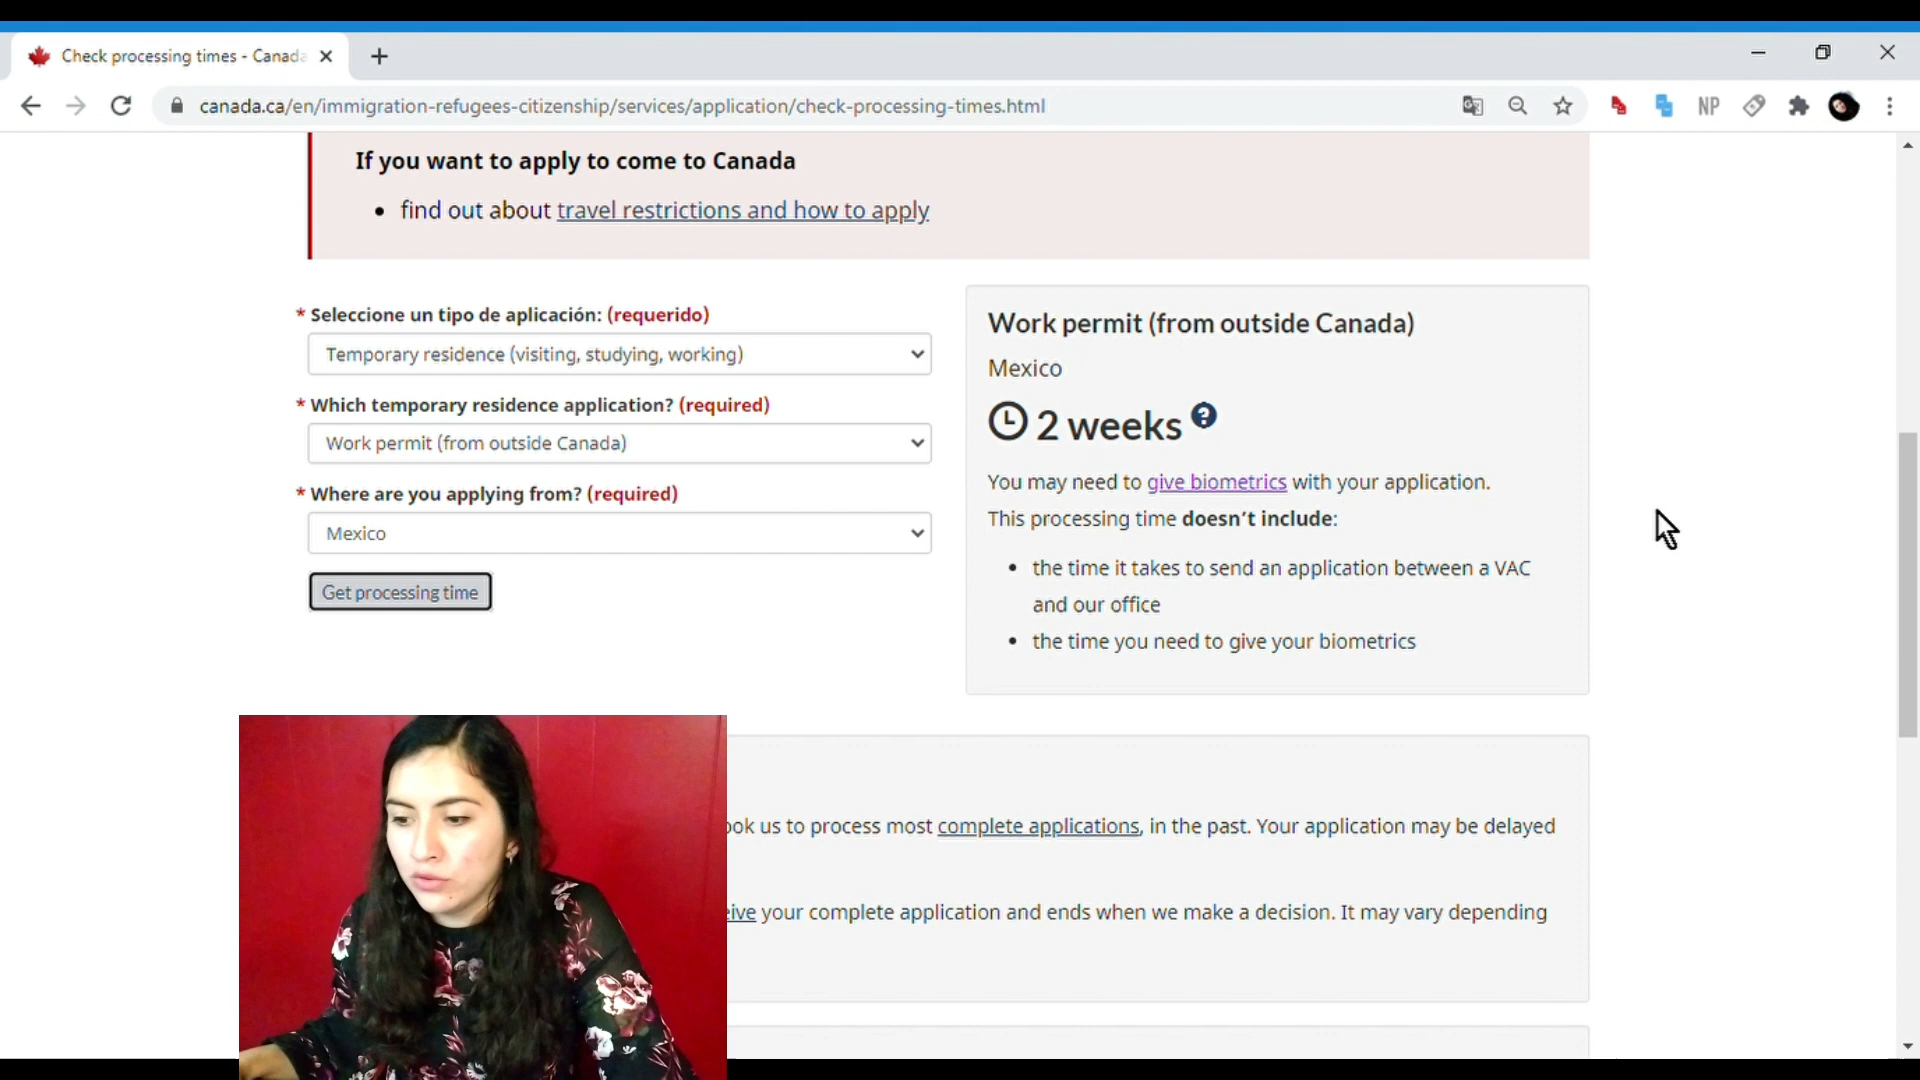 Check processing times - Canad
canada.ca/en/immigration-refugees-citizenship/services/application/check-processing-times.html
NP
If you want to apply to come to Canada
• find out about travel restrictions and how to apply
* Seleccione un tipo de aplicación: (requerido)
Temporary residence (visiting, studying, working)
* Which temporary residence application? (required)
Work permit (from outside Canada)
* Where are you applying from? (required)
Mexico
Get processing time
Work permit (from outside Canada)
Mexico
2 weeks ?
You may need to give biometrics with your application.
This processing time doesn't include:
• the time it takes to send an application between a VAC
and our office
• the time you need to give your biometrics
us to process most complete applications, in the past. Your application may be delayed
your complete application and ends when we make a decision. It may vary depending